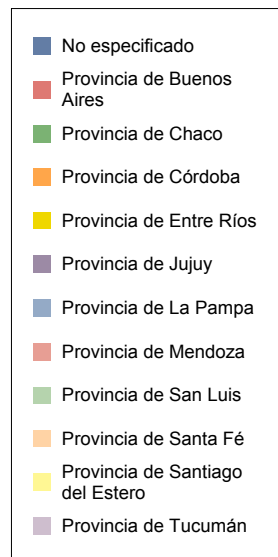 No especificado
Provincia de Buenos
Aires
Provincia de Chaco
Provincia de Córdoba
Provincia de Entre Ríos
Provincia de Jujuy
Provincia de La Pampa
Provincia de Mendoza
Provincia de San Luis
Provincia de Santa Fé
Provincia de Santiago
del Estero
Provincia de Tucumán